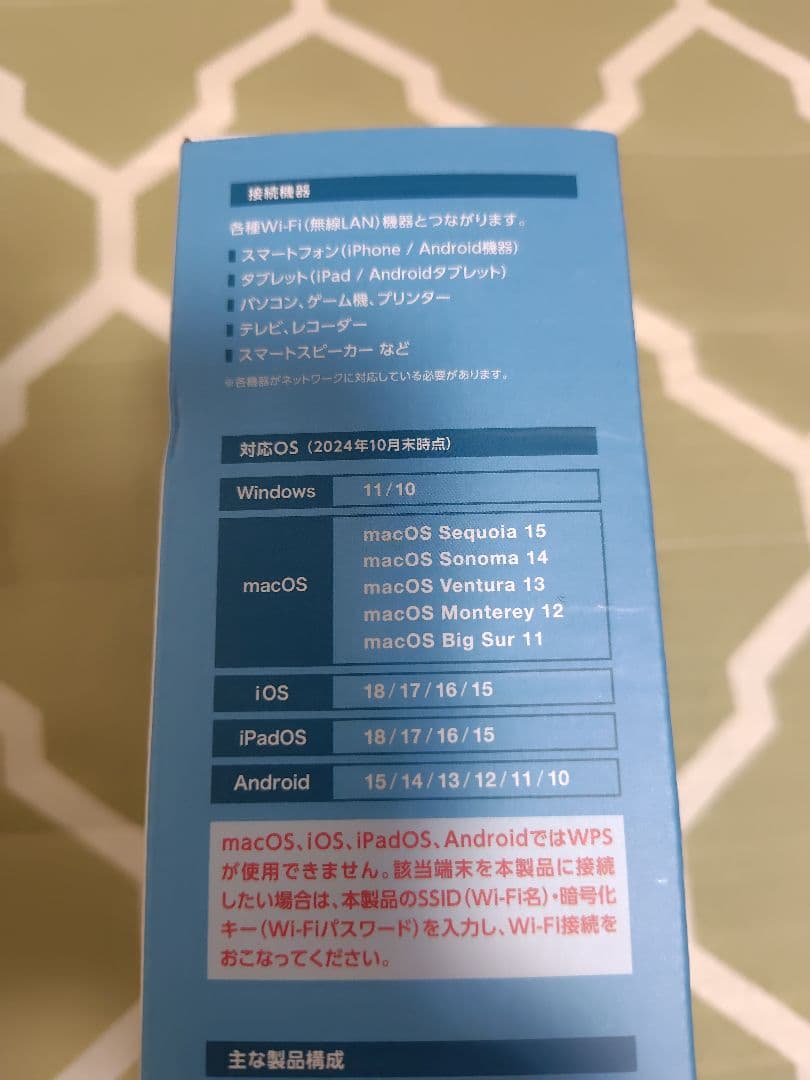 接続機器
各種Wi-Fi(無線LAN)機器とつながります。
スマートフォン(iPhone / Android機器)
タブレット(iPad / Androidタブレット)
パソコン、ゲーム機、プリンター
テレビ、レコーダー
スマートスピーカー など
※各機器がネットワークに対応している必要があります。
対応OS(2024年10月末時点)
Windows 11/10
macOS
macOS Sequoia 15
macOS Sonoma 14
macOS Ventura 13
macOS Monterey 12
macOS Big Sur 11
iOS 18/17/16/15
iPadOS 18/17/16/15
Android 15/14/13/12/11/10
macOS、iOS、iPadOS、AndroidではWPS
が使用できません。該当端末を本製品に接続
したい場合は、本製品のSSID(Wi-Fi名)・暗号化
キー(Wi-Fiパスワード)を入力し、Wi-Fi接続を
おこなってください。
主な製品構成